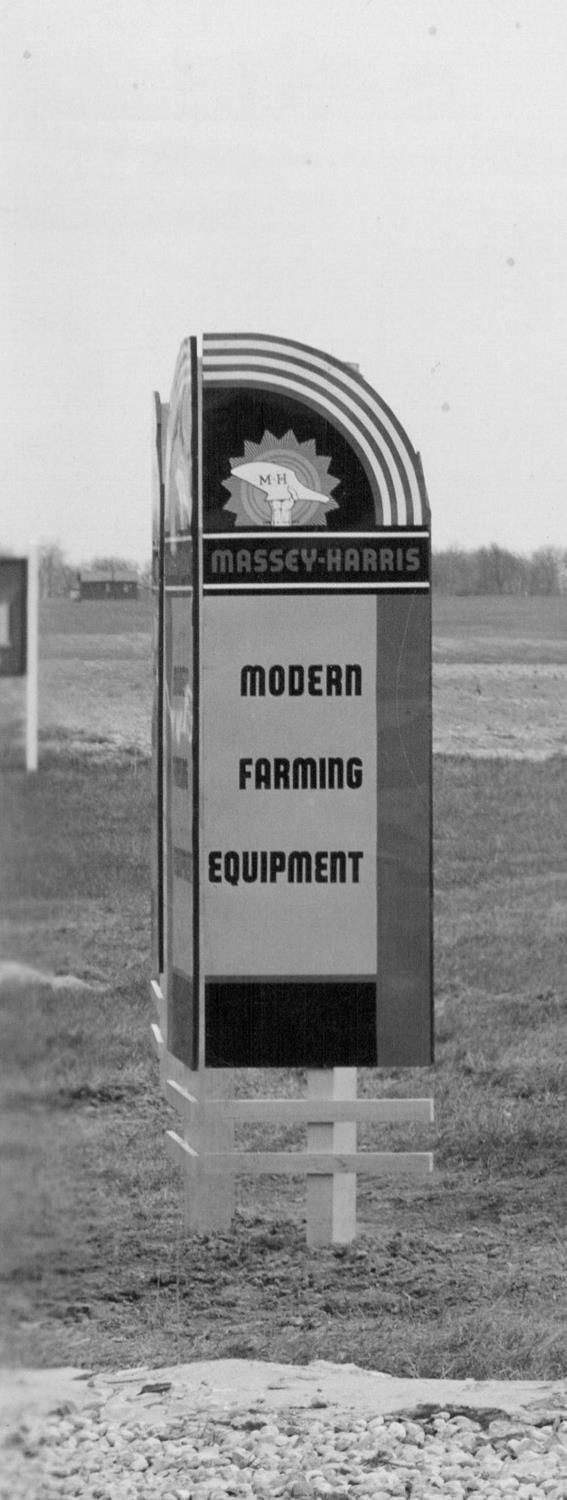 M-H
MASSEY-HARRIS
MODERN
FARMING
EQUIPMENT